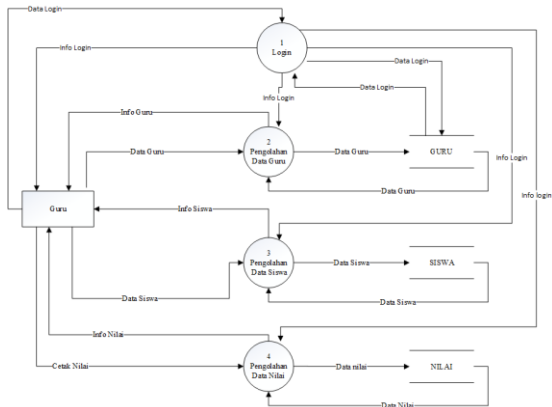 Data Login
1
Login
Info Login
Data Login
Data Login
Info Login
Info Guru
2
Pengolahan
Data Guru
Data Guru
Data Guru
GURU
Info Login
Data Guru
Info login
Guru
Info Siswa
3
Pengolahan
Data Siswa
Data Siswa
SISWA
Data Siswa
Data Siswa
Info Nilai
4
Pengolahan
Data Nilai
Cetak Nilai
Data nilai
NILAI
Data Nilai